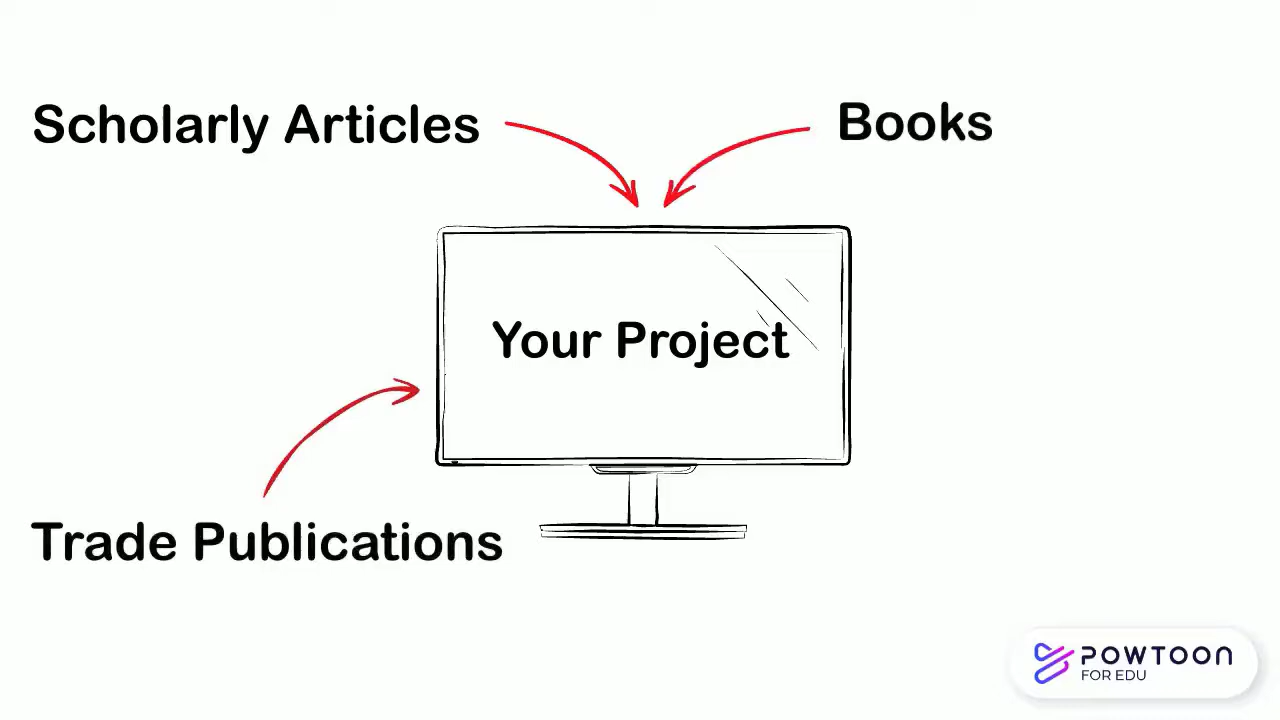 Scholarly Articles
Books
Your Project
Trade Publications
POWTOON
FOR EDU